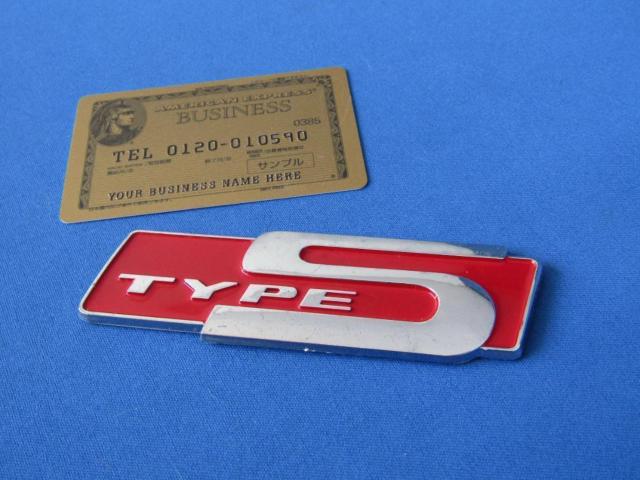 AMERICAN EXPRESS
BUSINESS
0385
TEL 0120-010590
サンプル
YOUR BUSINESS NAME HERE
TYPE S